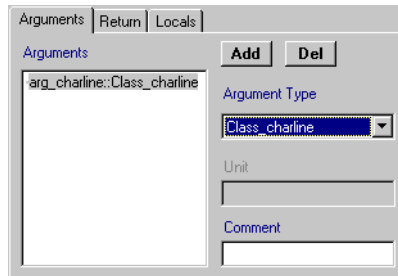 Arguments Return Locals
Arguments
Add Del
arg_charline::Class_charline
Argument Type
Class_charline
Unit
Comment